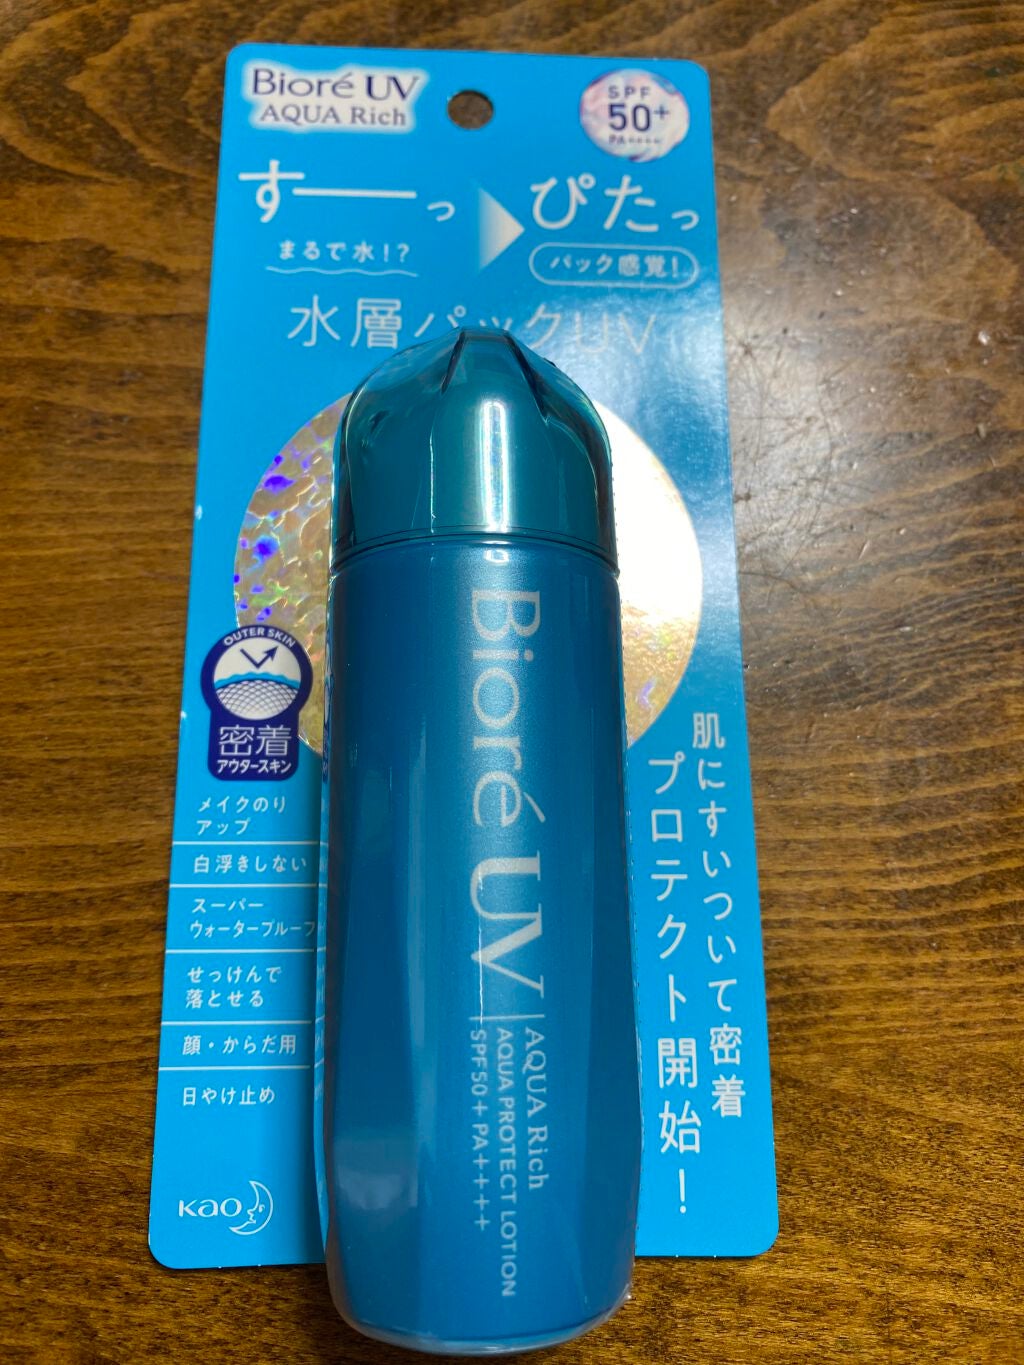 Bioré UV
AQUA Rich
SPF
50+
PA++++
すーっ
ぴたっ
まるで水!?
パック感覚!
水層パックUV
OUTER SKIN
密着
アウタースキン
メイクのり
アップ
白浮きしない
スーパー
ウォータープルーフ
せっけんで
落とせる
顔・からだ用
日やけ止め
Kao
肌にすいついて密着
プロテクト開始!
Bioré UV
AQUA Rich
AQUA PROTECT LOTION
SPF50+PA++++